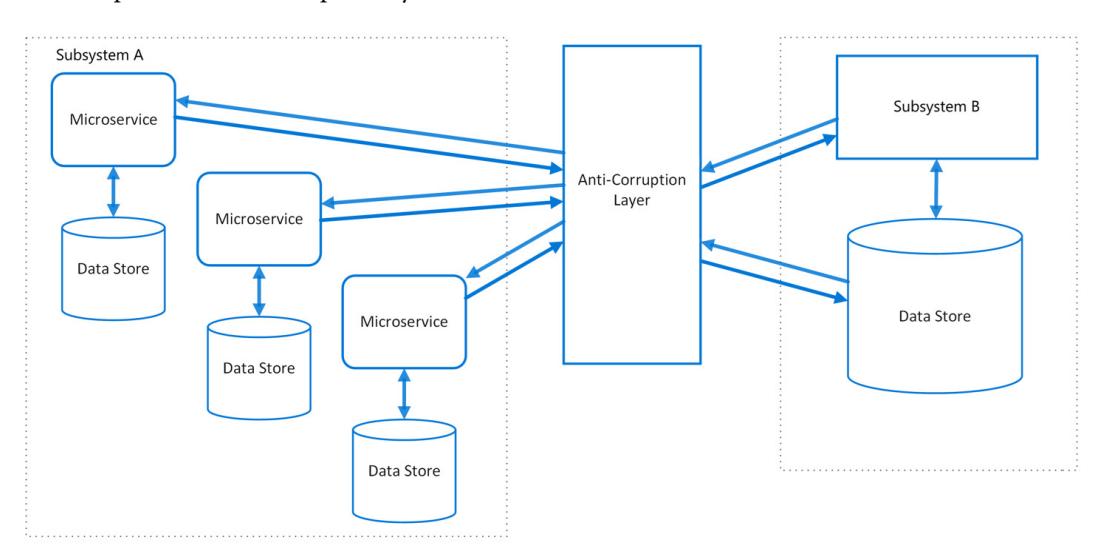 Subsystem A
Microservice
Data Store
Microservice
Data Store
Microservice
Data Store
Anti-Corruption
Layer
Subsystem B
Data Store